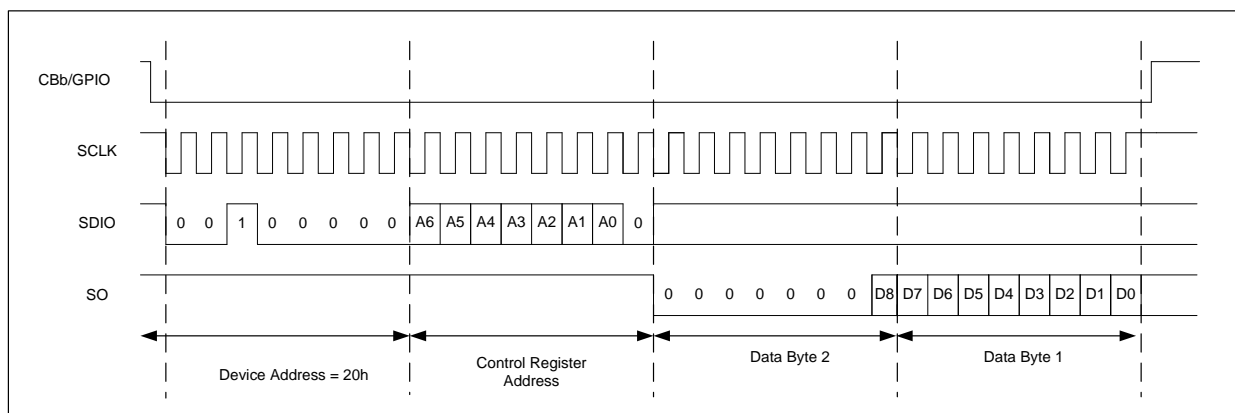 CBb/GPIO
SCLK
SDIO 0 0 1 0 0 0 0 0 A6 A5 A4 A3 A2 A1 A0 0
SO 0 0 0 0 0 0 0 D8 D7 D6 D5 D4 D3 D2 D1 D0
Device Address = 20h
Control Register
Address
Data Byte 2
Data Byte 1